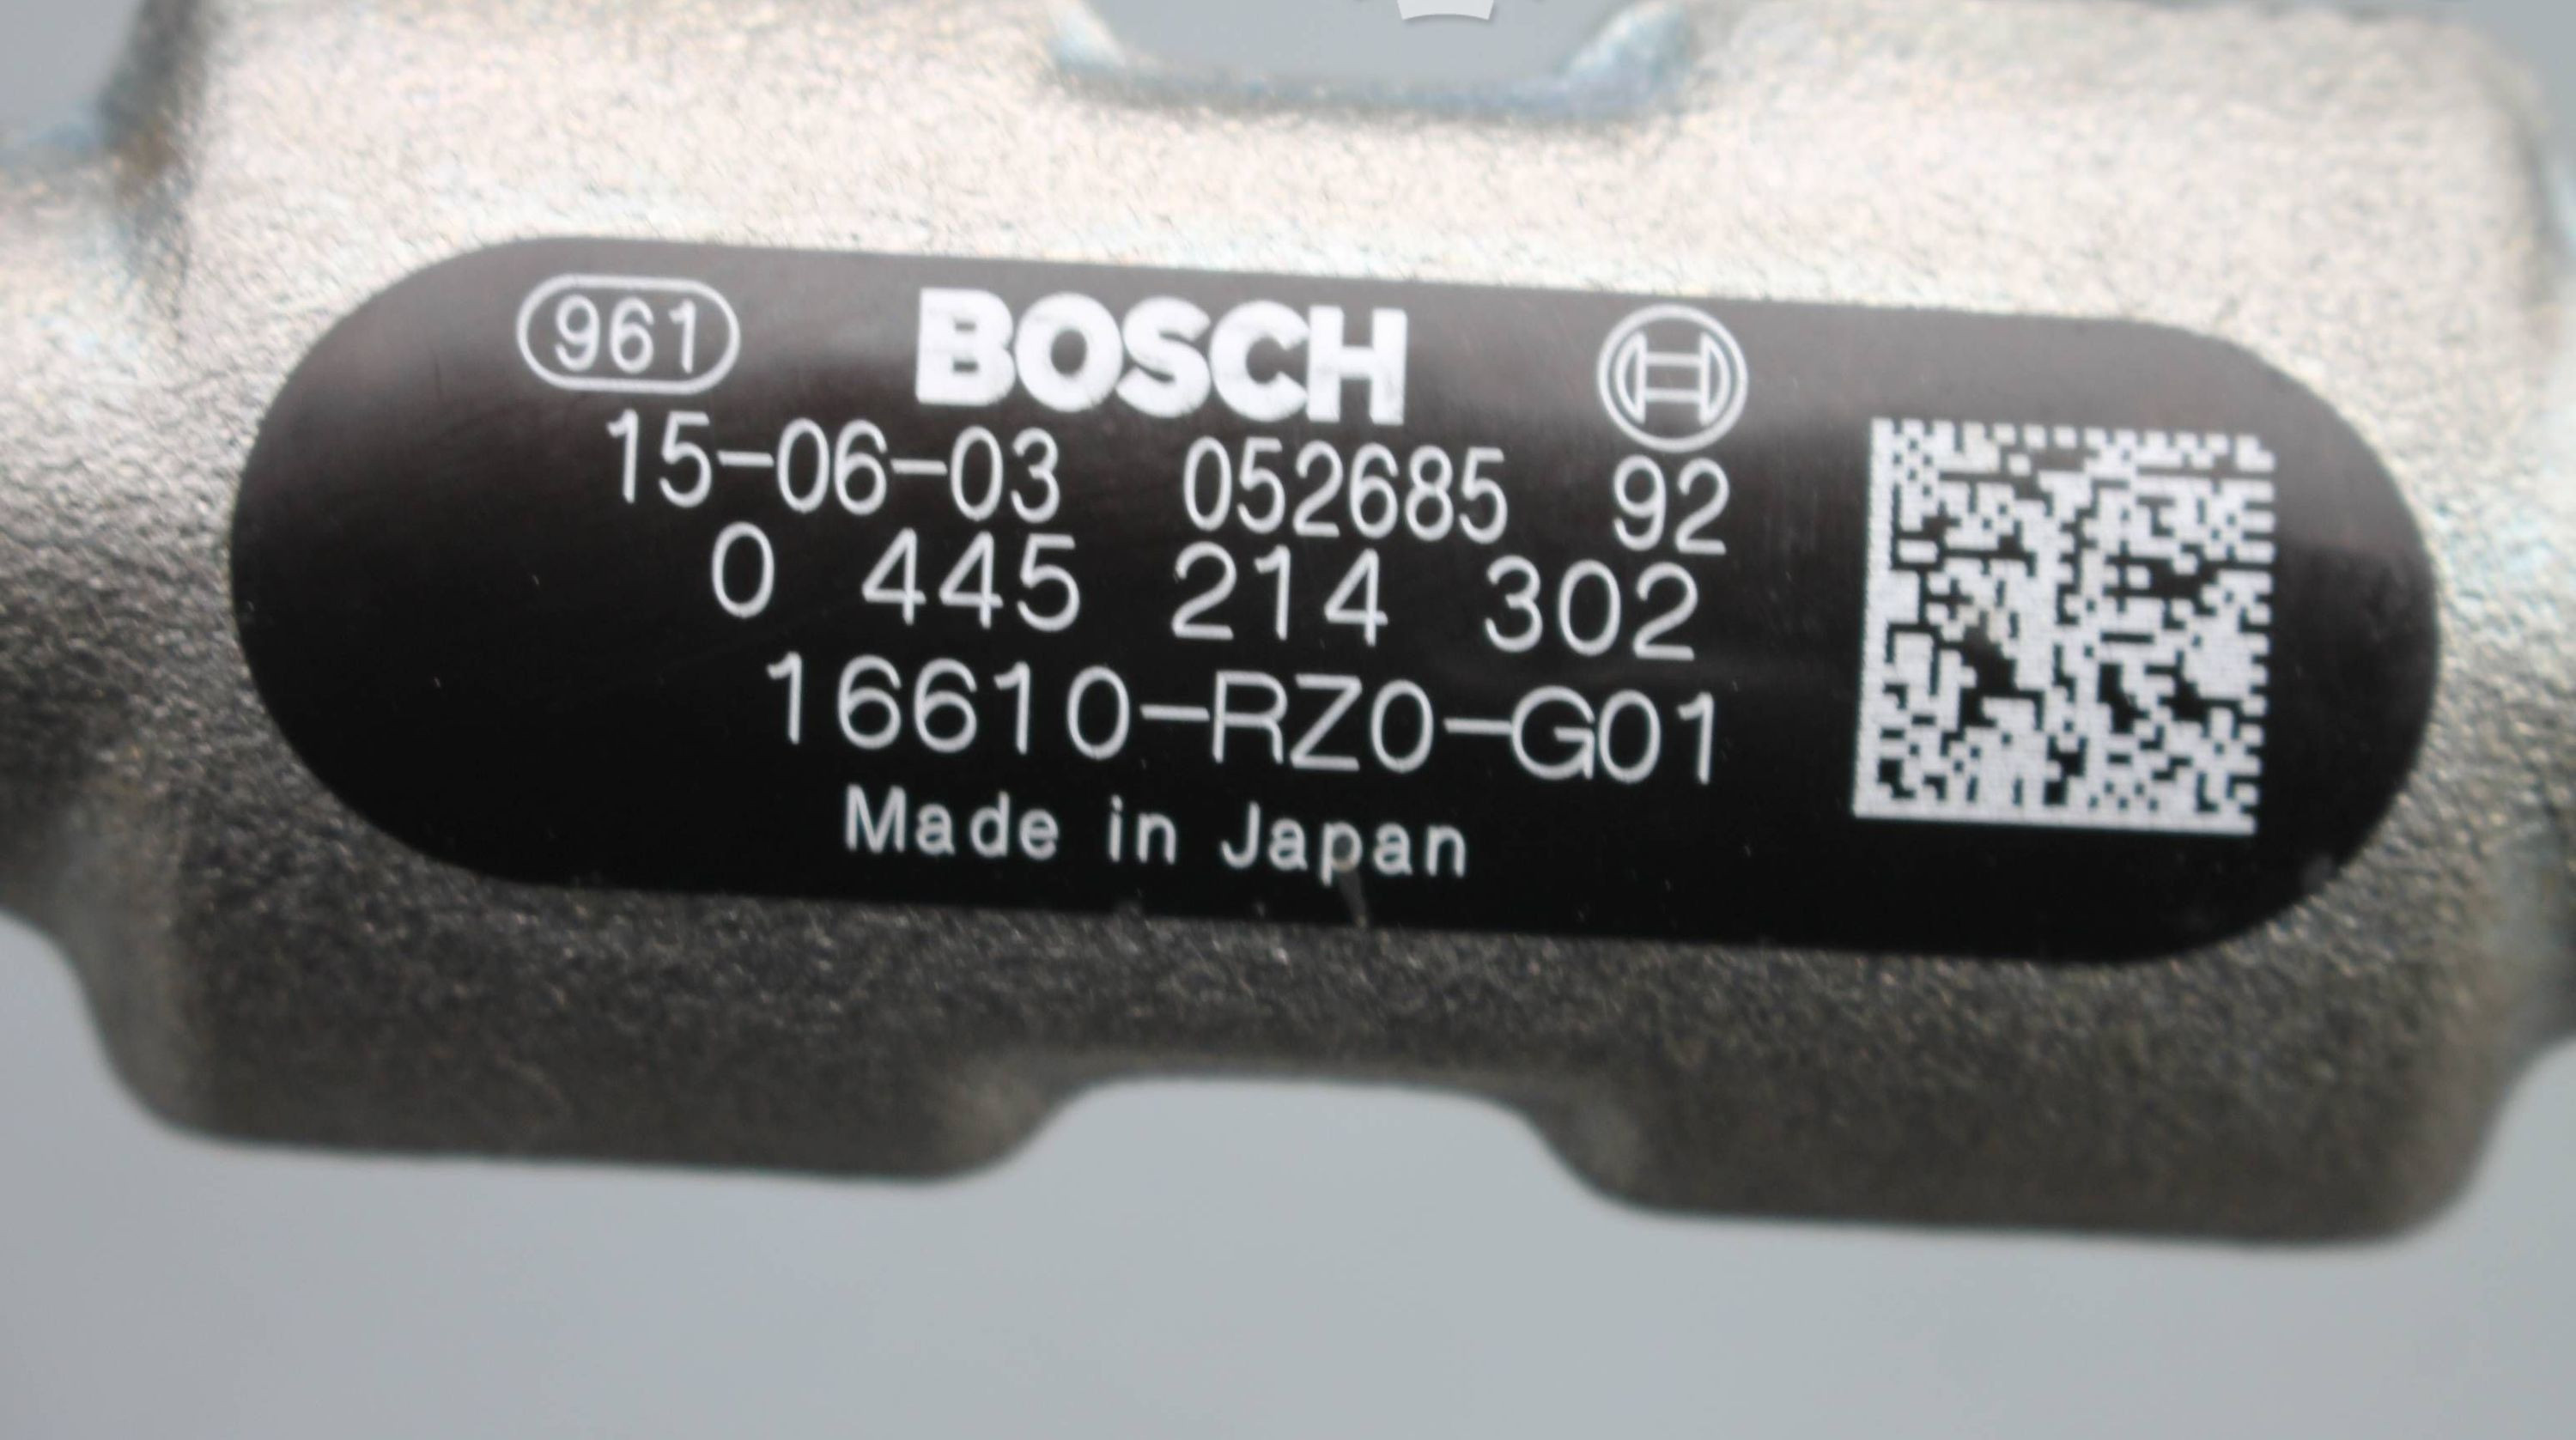 961 BOSCH
15-06-03 052685 92
0 445 214 302
16610-RZ0-G01
Made in Japan